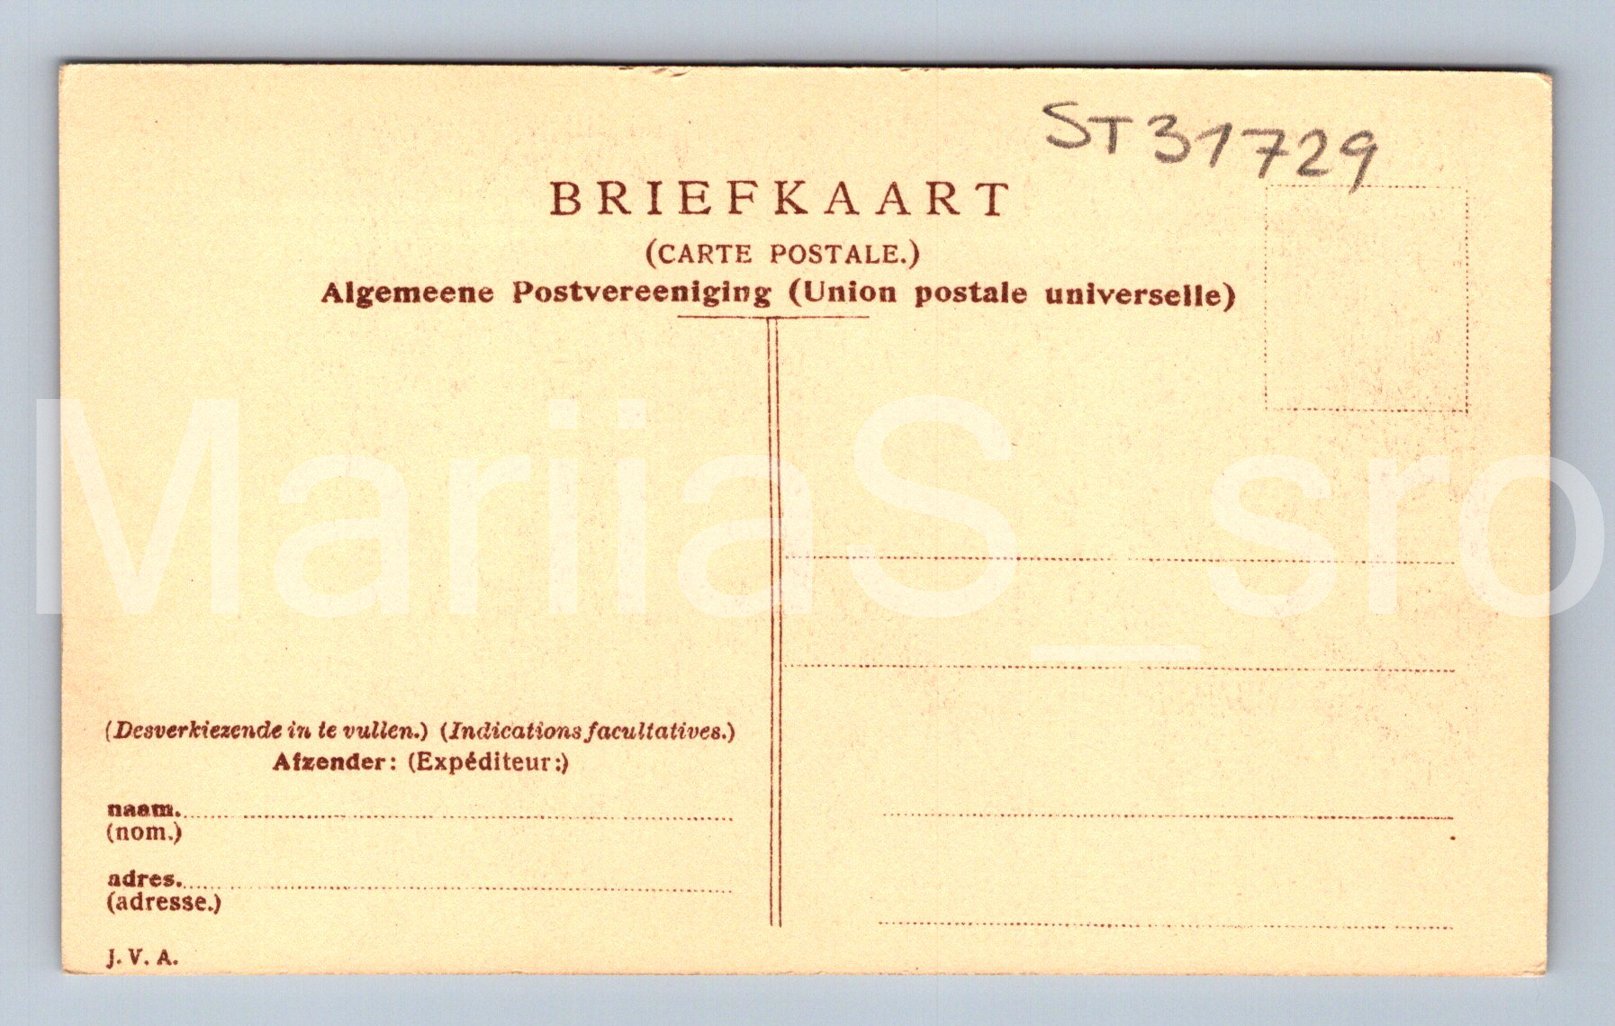 ST31729
BRIEFKAART
(CARTE POSTALE.)
Algemeene Postvereeniging (Union postale universelle)
MariiaS_sro
(Desverkiezende in te vullen.) (Indications facultatives.)
Afzender: (Expéditeur:)
naam.
(nom.)
adres.
(adresse.)
J. V. A.